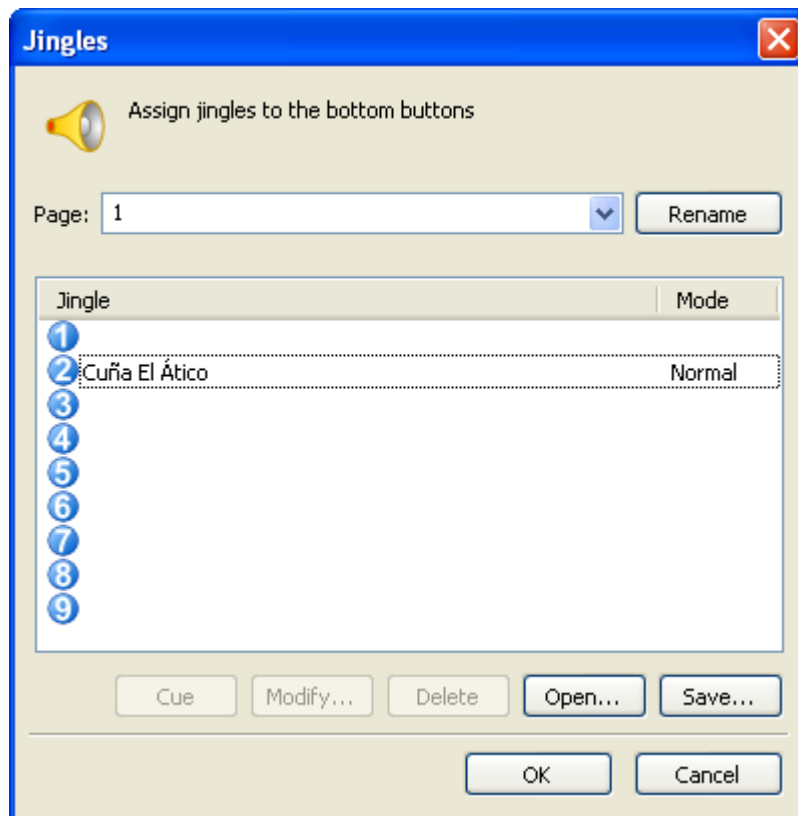 Jingles
Assign jingles to the bottom buttons
Page: 1 Rename
Jingle Mode
1
2 Cuña El Ático Normal
3
4
5
6
7
8
9
Cue Modify... Delete Open... Save...
OK Cancel